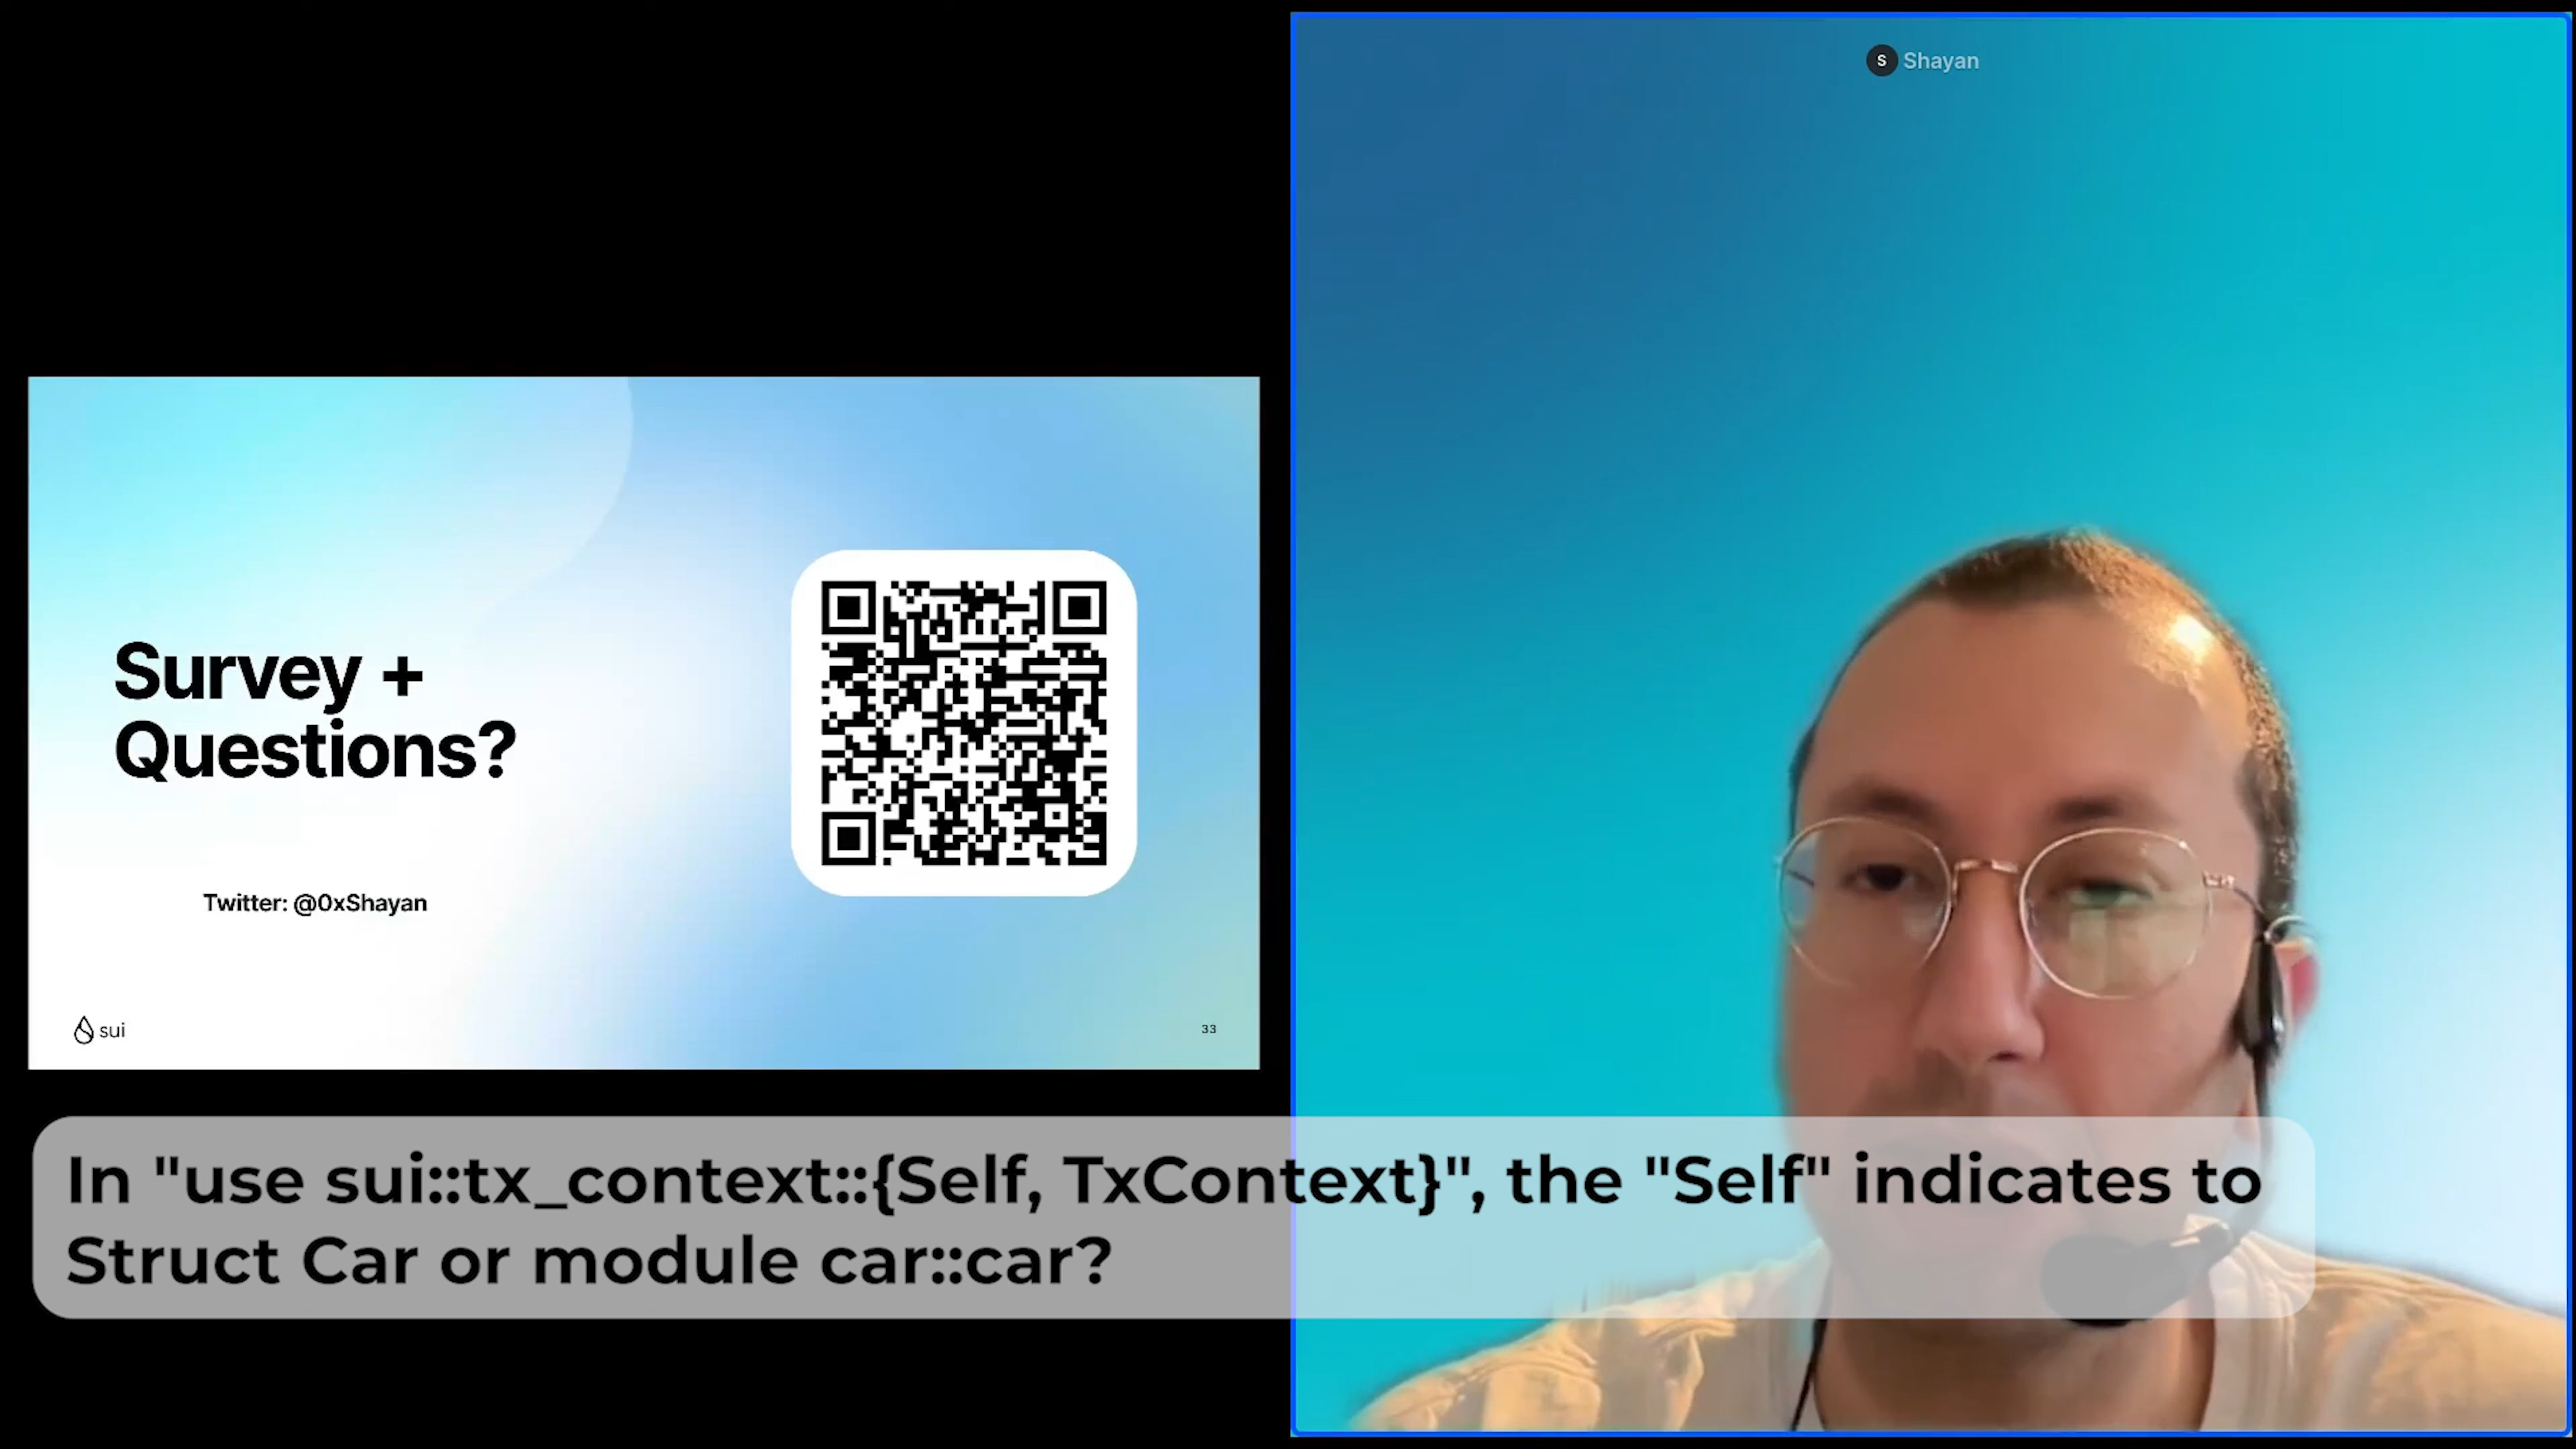 S Shayan
Survey +
Questions?
Twitter: @0xShayan
sui
33
In "use sui::tx_context::{Self, TxContext}", the "Self" indicates to
Struct Car or module car::car?